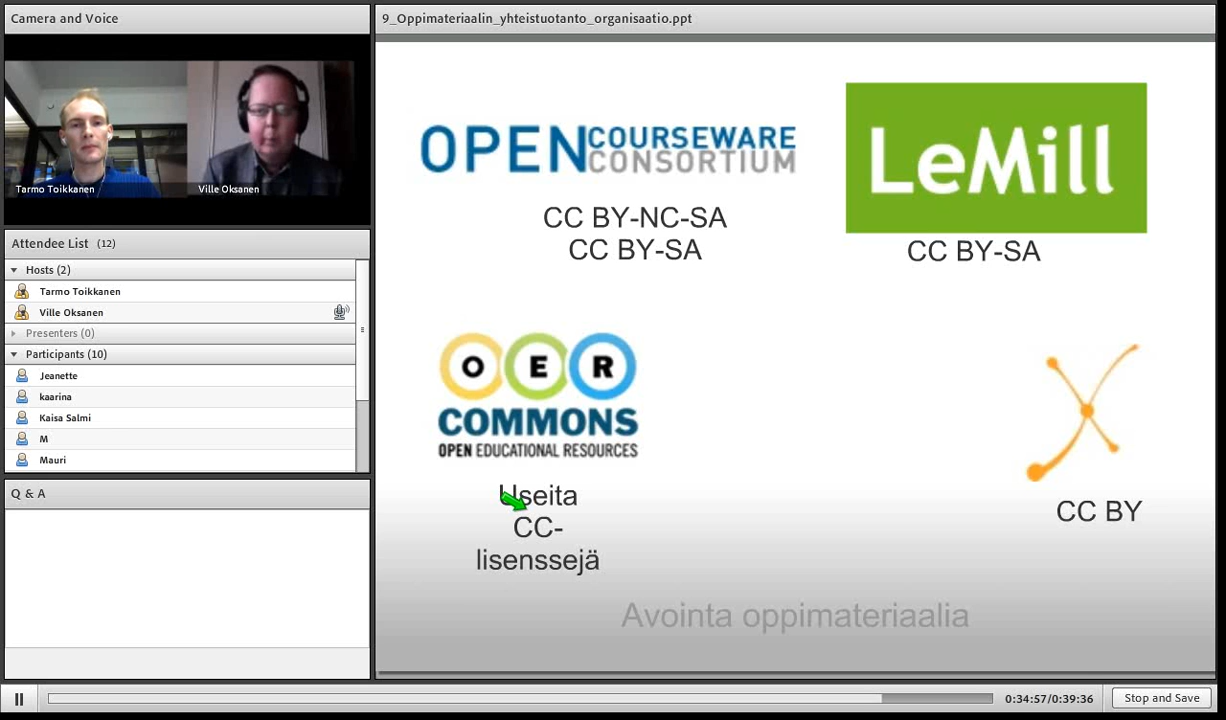 Camera and Voice
Tarmo Toikkanen
Ville Oksanen
Attendee List (12)
Hosts (2)
Tarmo Toikkanen
Ville Oksanen
Presenters (0)
Participants (10)
Jeanette
kaarina
Kaisa Salmi
M
Mauri
Q & A
9_Oppimateriaalin_yhteistuotanto_organisaatio.ppt
OPENCOURSEWARE
CONSORTIUM
CC BY-NC-SA
CC BY-SA
LeMill
CC BY-SA
O E R
COMMONS
OPEN EDUCATIONAL RESOURCES
Useita
CC-
lisenssejä
CC BY
Avointa oppimateriaalia
0:34:57/0:39:36
Stop and Save